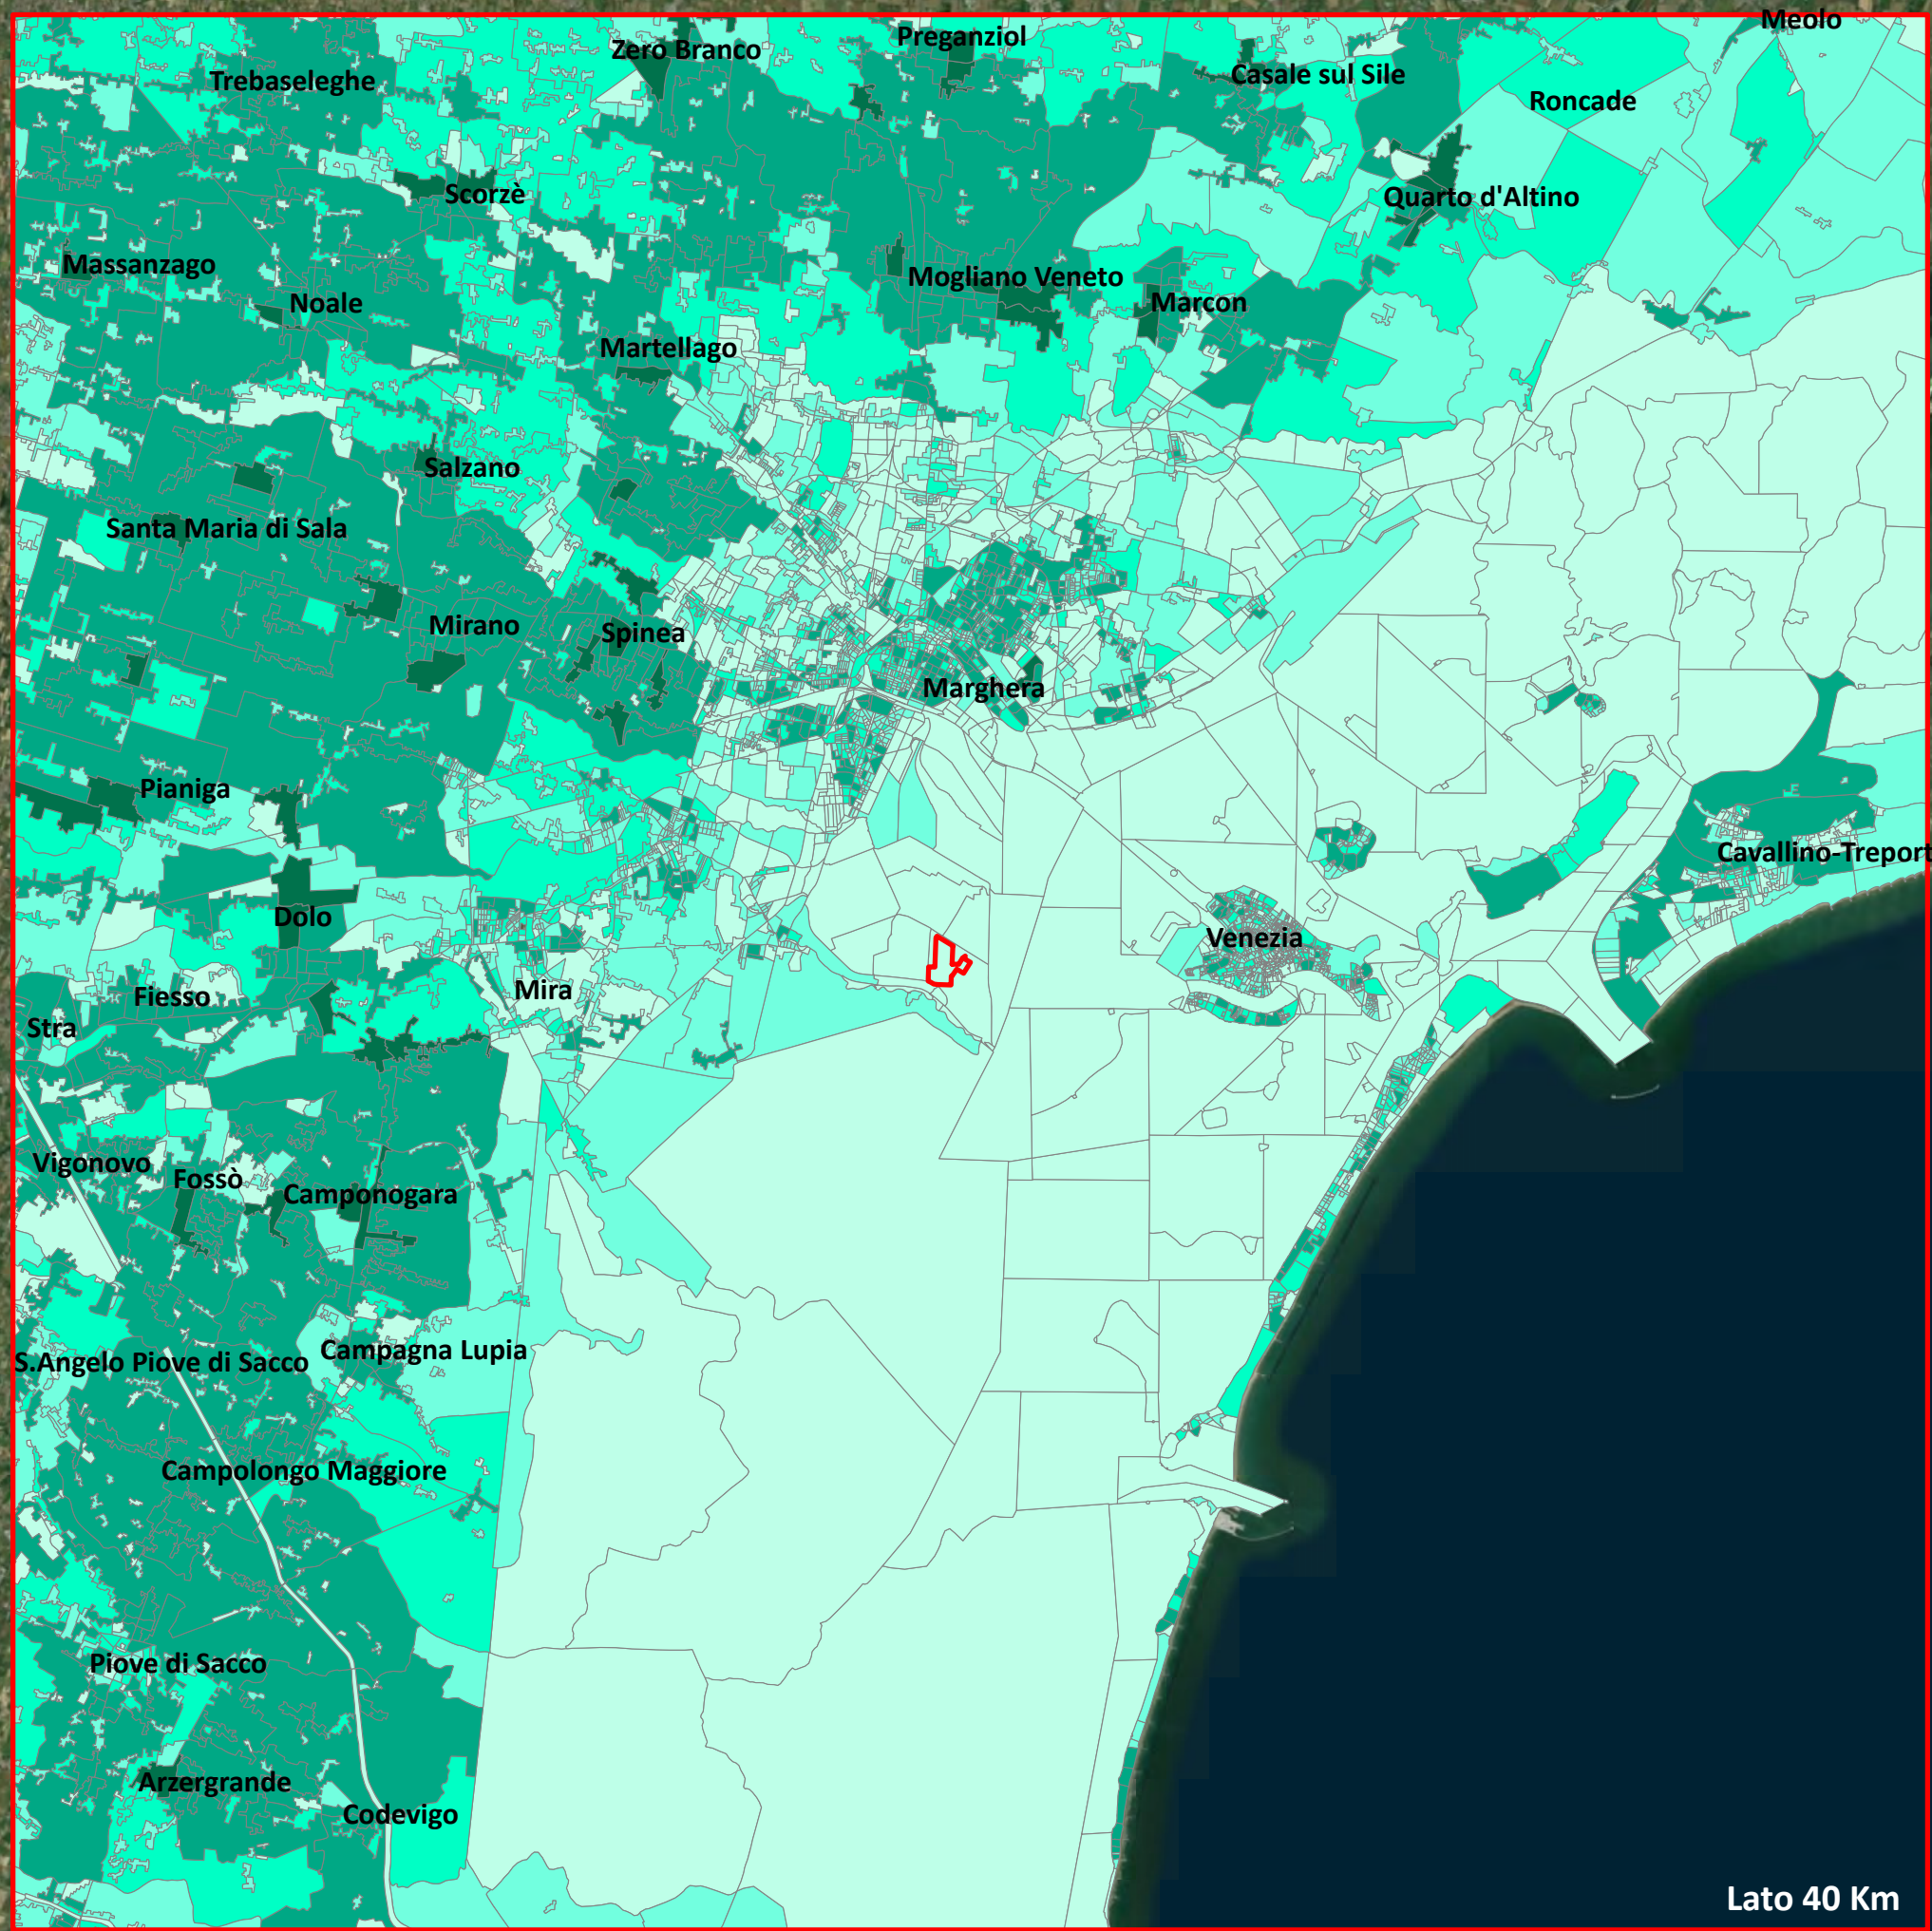 Meolo
Zero Branco
Preganziol
Trebaseleghe
Casale sul Sile
Roncade
Scorzè
Quarto d'Altino
Massanzago
Noale
Mogliano Veneto
Marcon
Martellago
Salzano
Santa Maria di Sala
Mirano
Spinea
Marghera
Pianiga
Cavallino-Treport
Dolo
Venezia
Fiesso
Mira
Stra
Vigonovo
Fossò
Camponogara
Campagna Lupia
S.Angelo Piove di Sacco
Campolongo Maggiore
Piove di Sacco
Arzergrande
Codevigo
Lato 40 Km